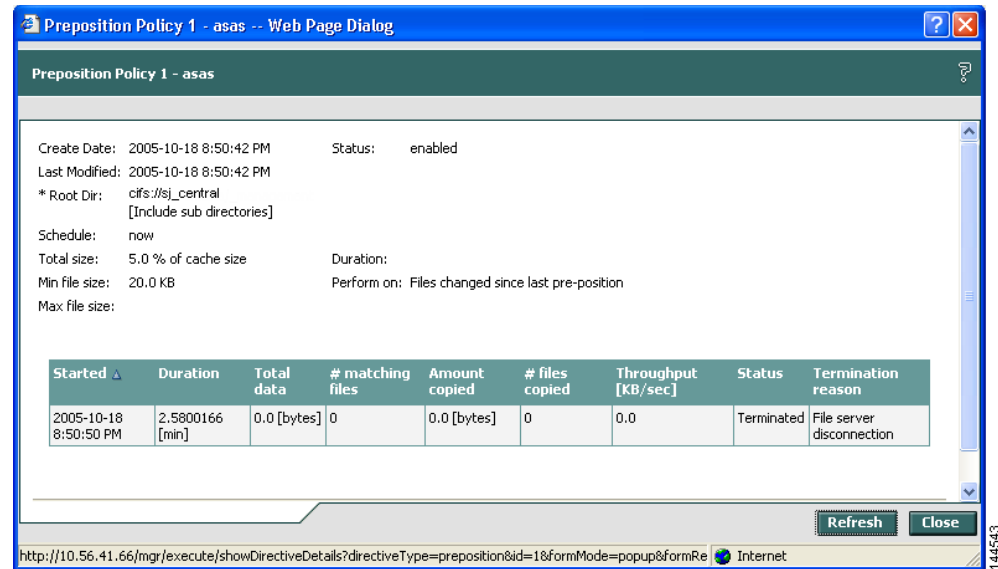 Preposition Policy 1 - asas -- Web Page Dialog
Preposition Policy 1 - asas
Create Date: 2005-10-18 8:50:42 PM Status: enabled
Last Modified: 2005-10-18 8:50:42 PM
* Root Dir: cifs://sj_central
[Include sub directories]
Schedule: now
Total size: 5.0 % of cache size Duration:
Min file size: 20.0 KB Perform on: Files changed since last pre-position
Max file size:
Started Duration Total data # matching files Amount copied # files copied Throughput [KB/sec] Status Termination reason
2005-10-18 8:50:50 PM 2.5800166 [min] 0.0 [bytes] 0 0.0 [bytes] 0 0.0 Terminated File server disconnection
Refresh Close
http://10.56.41.66/mgr/execute/showDirectiveDetails?directiveType=preposition&id=1&formMode=popup&formRe Internet
144543